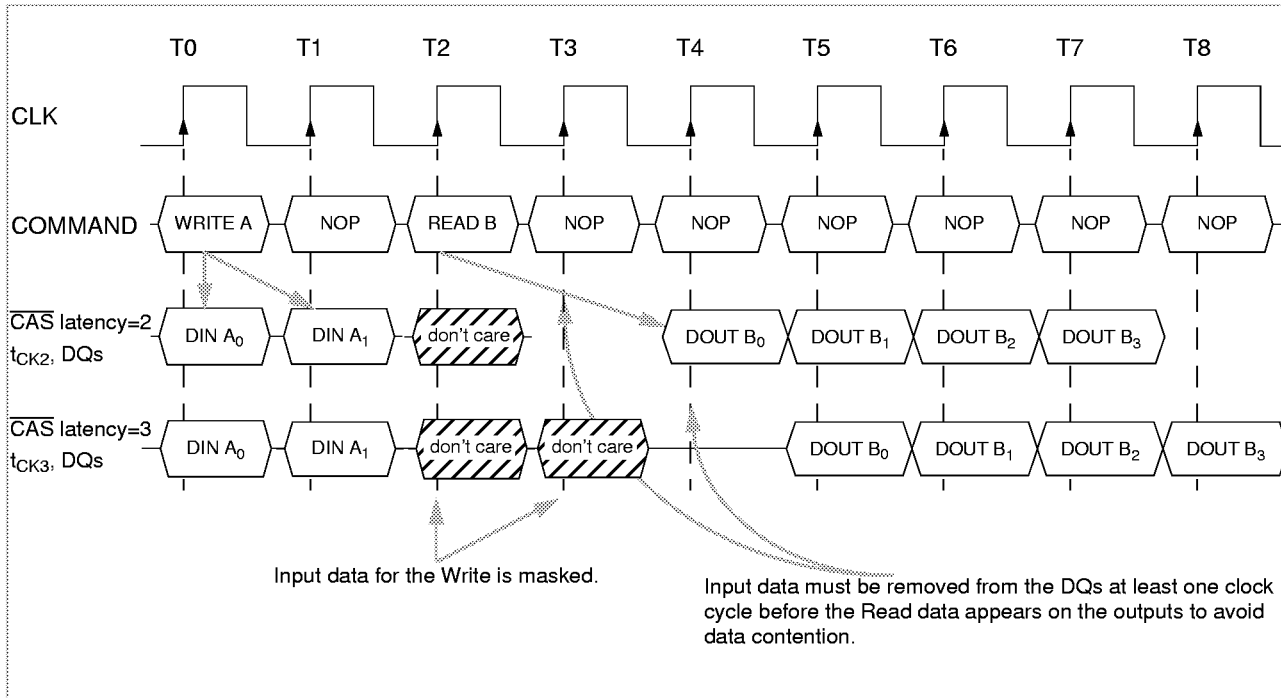 T0 T1 T2 T3 T4 T5 T6 T7 T8
CLK
COMMAND WRITE A NOP READ B NOP NOP NOP NOP NOP NOP
CAS latency=2
tCK2, DQs
DIN A0 DIN A1 don't care DOUT B0 DOUT B1 DOUT B2 DOUT B3
CAS latency=3
tCK3, DQs
DIN A0 DIN A1 don't care don't care DOUT B0 DOUT B1 DOUT B2 DOUT B3
Input data for the Write is masked.
Input data must be removed from the DQs at least one clock
cycle before the Read data appears on the outputs to avoid
data contention.